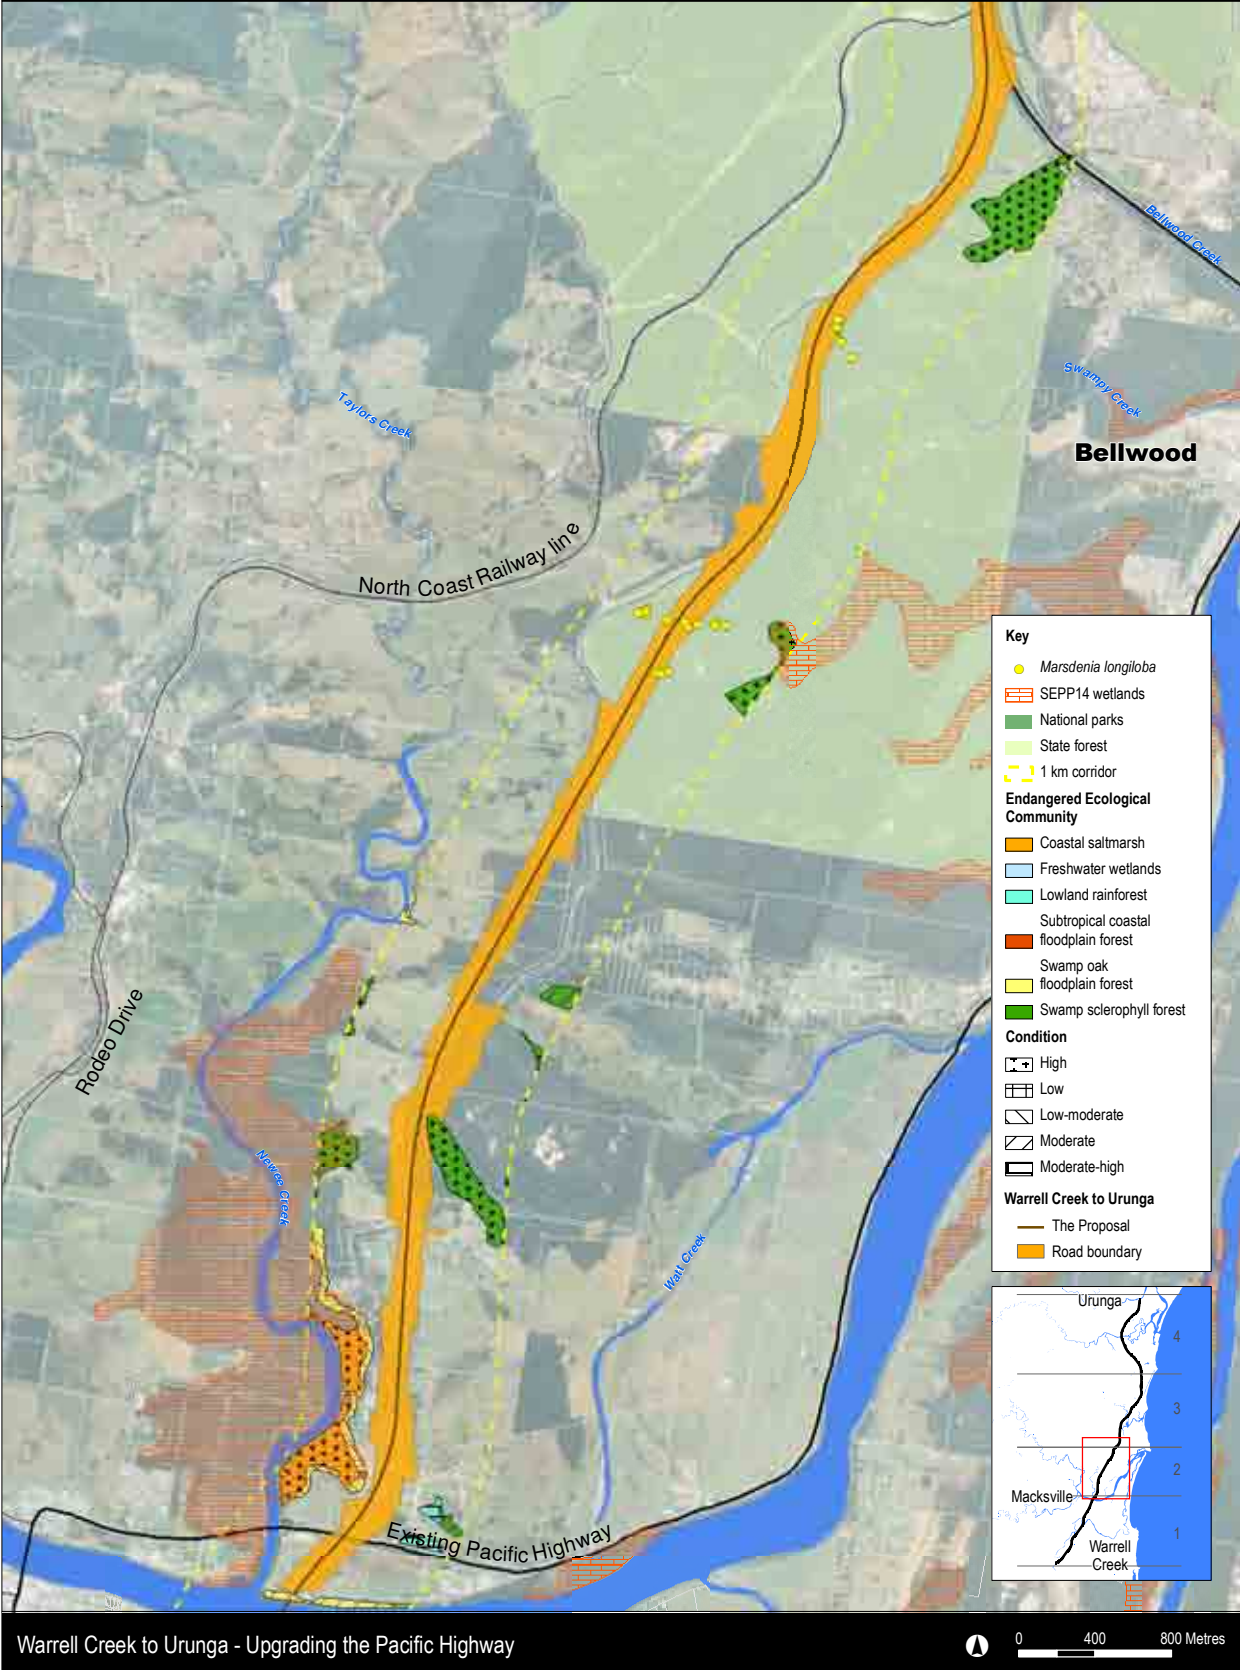 Bellwood Creek
Swampy Creek
Taylors Creek
Bellwood
North Coast Railway line
Rodeo Drive
Newee Creek
Watt Creek
Existing Pacific Highway
Key
Marsdenia longiloba
SEPP14 wetlands
National parks
State forest
1 km corridor
Endangered Ecological
Community
Coastal saltmarsh
Freshwater wetlands
Lowland rainforest
Subtropical coastal
floodplain forest
Swamp oak
floodplain forest
Swamp sclerophyll forest
Condition
High
Low
Low-moderate
Moderate
Moderate-high
Warrell Creek to Urunga
The Proposal
Road boundary
Urunga
4
3
2
Macksville
1
Warrell
Creek
Warrell Creek to Urunga - Upgrading the Pacific Highway
0 400 800 Metres